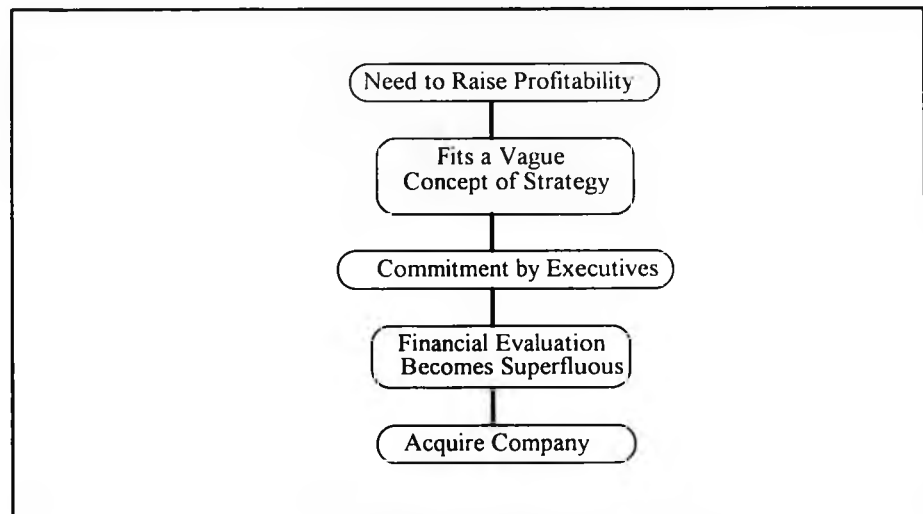 Need to Raise Profitability
Fits a Vague
Concept of Strategy
Commitment by Executives
Financial Evaluation
Becomes Superfluous
Acquire Company